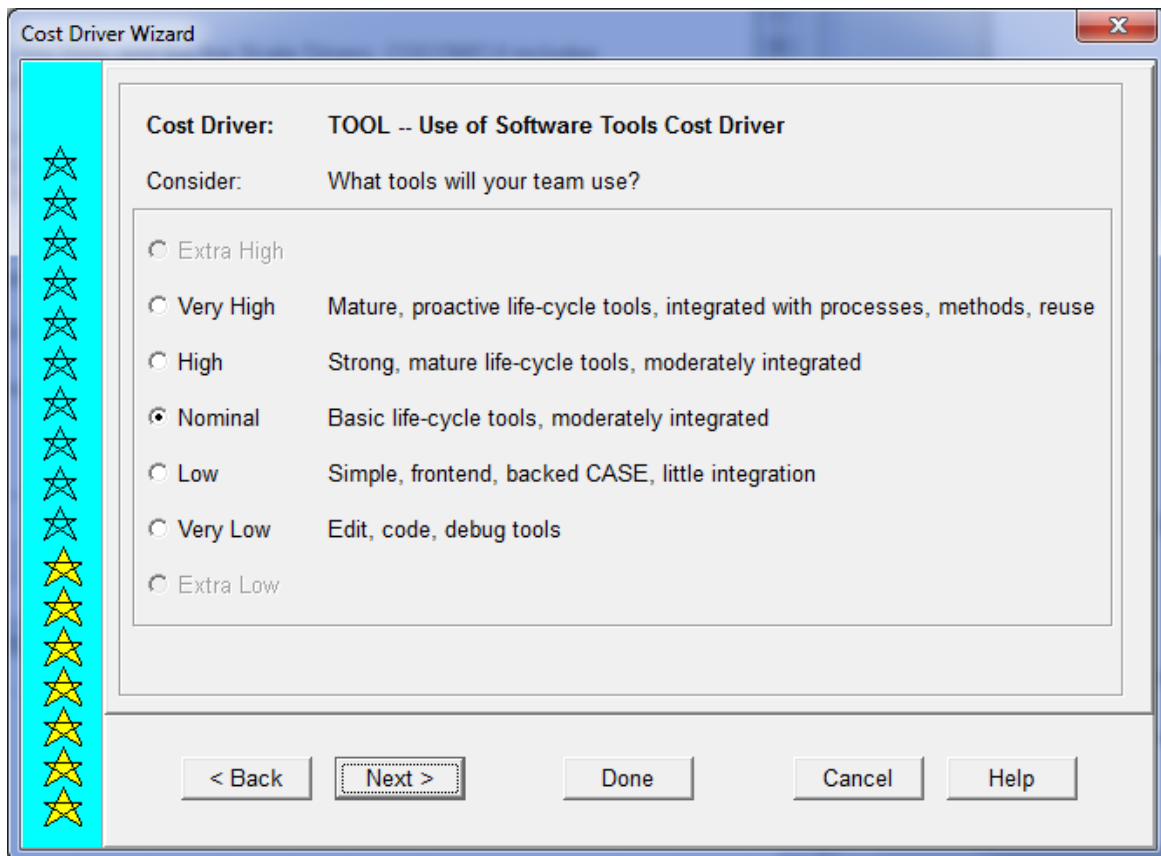 Cost Driver Wizard
Cost Driver: TOOL -- Use of Software Tools Cost Driver
Consider: What tools will your team use?
Extra High
Very High Mature, proactive life-cycle tools, integrated with processes, methods, reuse
High Strong, mature life-cycle tools, moderately integrated
Nominal Basic life-cycle tools, moderately integrated
Low Simple, frontend, backed CASE, little integration
Very Low Edit, code, debug tools
Extra Low
< Back Next > Done Cancel Help